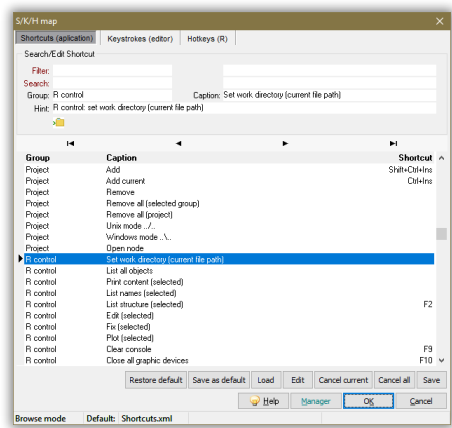 S/K/H map
Shortcuts (aplication) Keystrokes (editor) Hotkeys (R)
Search/Edit Shortcut
Filter:
Search:
Group: R control Caption: Set work directory (current file path)
Hint: R control: set work directory (current file path)
Group Caption Shortcut
Project Add Shift+Ctrl+Ins
Project Add current Ctrl+Ins
Project Remove
Project Remove all (selected group)
Project Remove all (project)
Project Unix mode ../..
Project Windows mode ..\..
Project Open node
R control Set work directory (current file path)
R control List all objects
R control Print content (selected)
R control List names (selected)
R control List structure (selected) F2
R control Edit (selected)
R control Fix (selected)
R control Plot (selected)
R control Clear console F9
R control Close all graphic devices F10
Restore default Save as default Load Edit Cancel current Cancel all Save
Help Manager OK Cancel
Browse mode Default: Shortcuts.xml